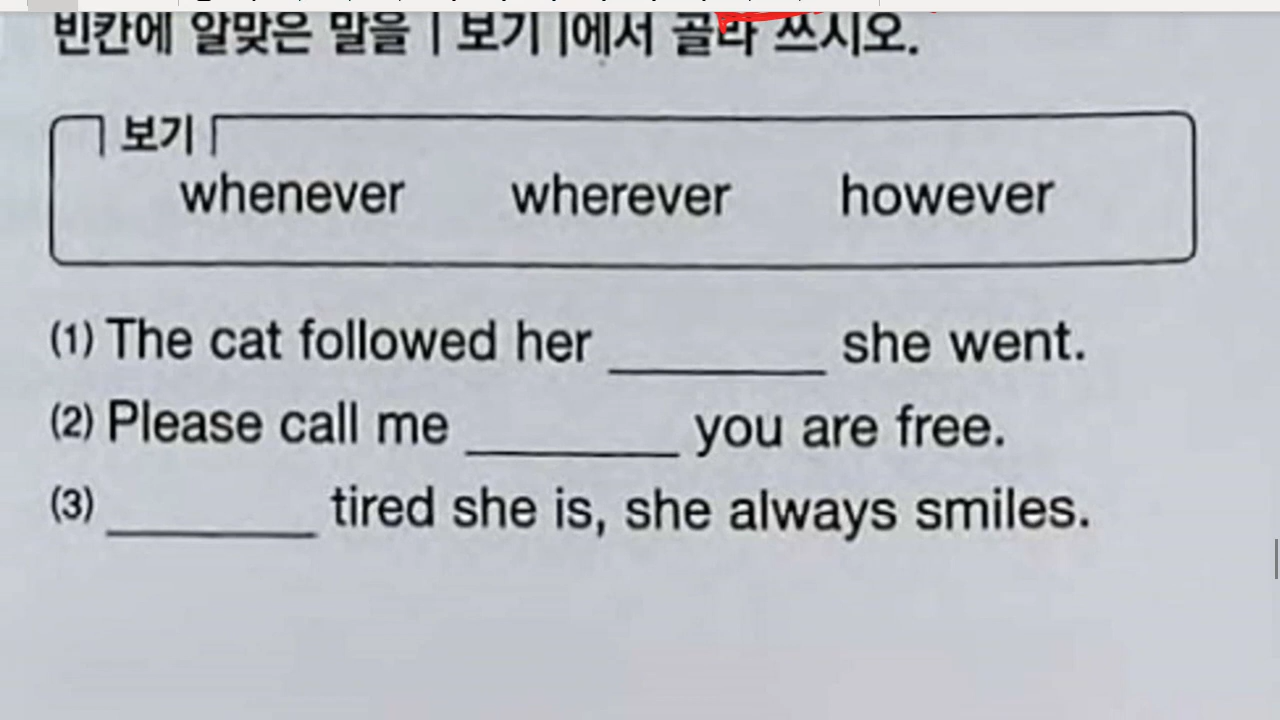 빈칸에 알맞은 말을 | 보기 |에서 골라 쓰시오.
보기
whenever wherever however
(1) The cat followed her ________ she went.
(2) Please call me ________ you are free.
(3) ________ tired she is, she always smiles.